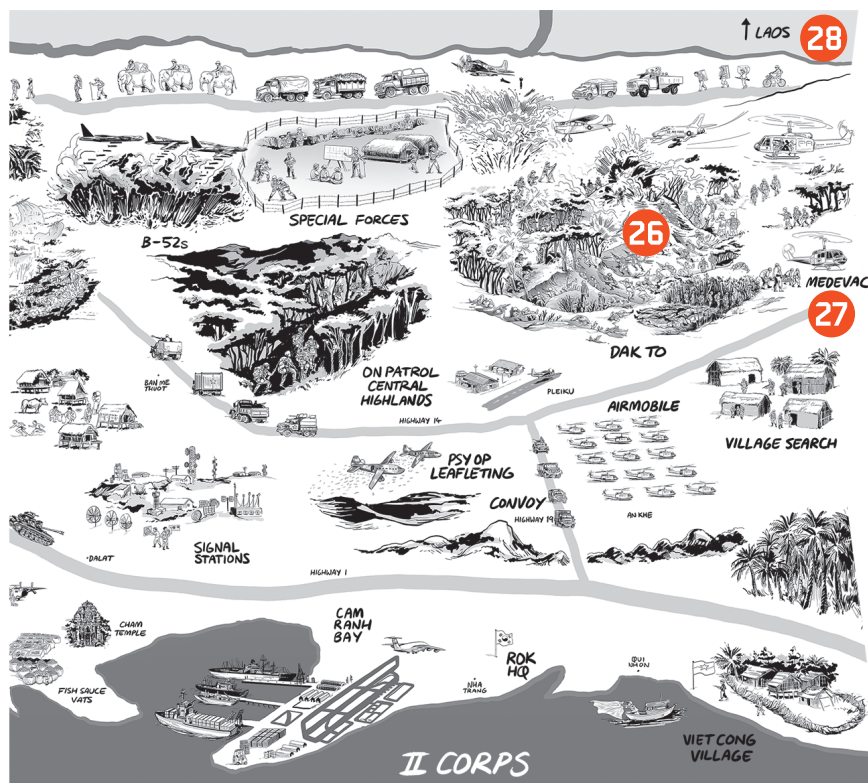 ↑ LAOS
28
SPECIAL FORCES
B-52s
26
MEDEVAC
27
DAK TO
ON PATROL
CENTRAL
HIGHLANDS
BAN ME
THUOT
PLEIKU
HIGHWAY 14
AIRMOBILE
VILLAGE SEARCH
PSY OP
LEAFLETING
CONVOY
HIGHWAY 19
AN KHE
SIGNAL
STATIONS
DALAT
HIGHWAY 1
CHAM
TEMPLE
CAM
RANH
BAY
ROK
HQ
QUI
NHON
NHA
TRANG
FISH SAUCE
VATS
VIET CONG
VILLAGE
II CORPS